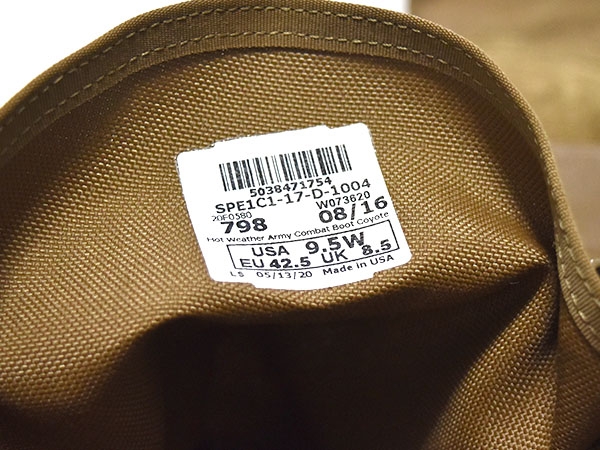 5038471754
SPE1C1-17-D-1004
20F0580 W073620
798 08/16
Hot Weather Army Combat Boot Coyote
USA 9.5W
EU 42.5 UK 8.5
LS 05/13/20 Made in USA